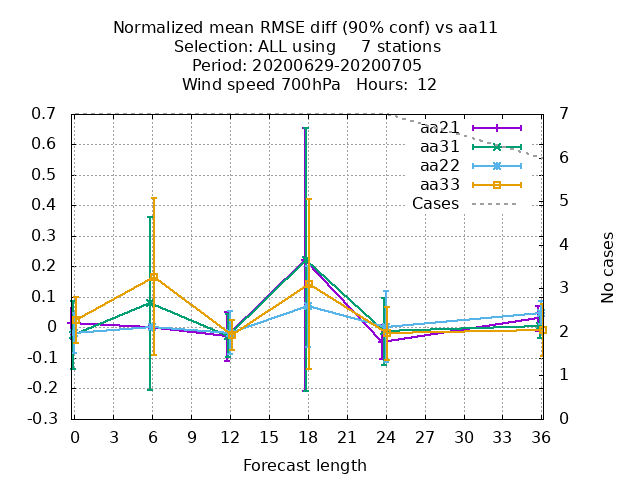 Normalized mean RMSE diff (90% conf) vs aa11
Selection: ALL using     7 stations
Period: 20200629-20200705
Wind speed 700hPa   Hours:  12
aa21
aa31
aa22
aa33
Cases
0.7
0.6
0.5
0.4
0.3
0.2
0.1
0
-0.1
-0.2
-0.3
7
6
5
4
3
2
1
0
No cases
0 3 6 9 12 15 18 21 24 27 30 33 36
Forecast length